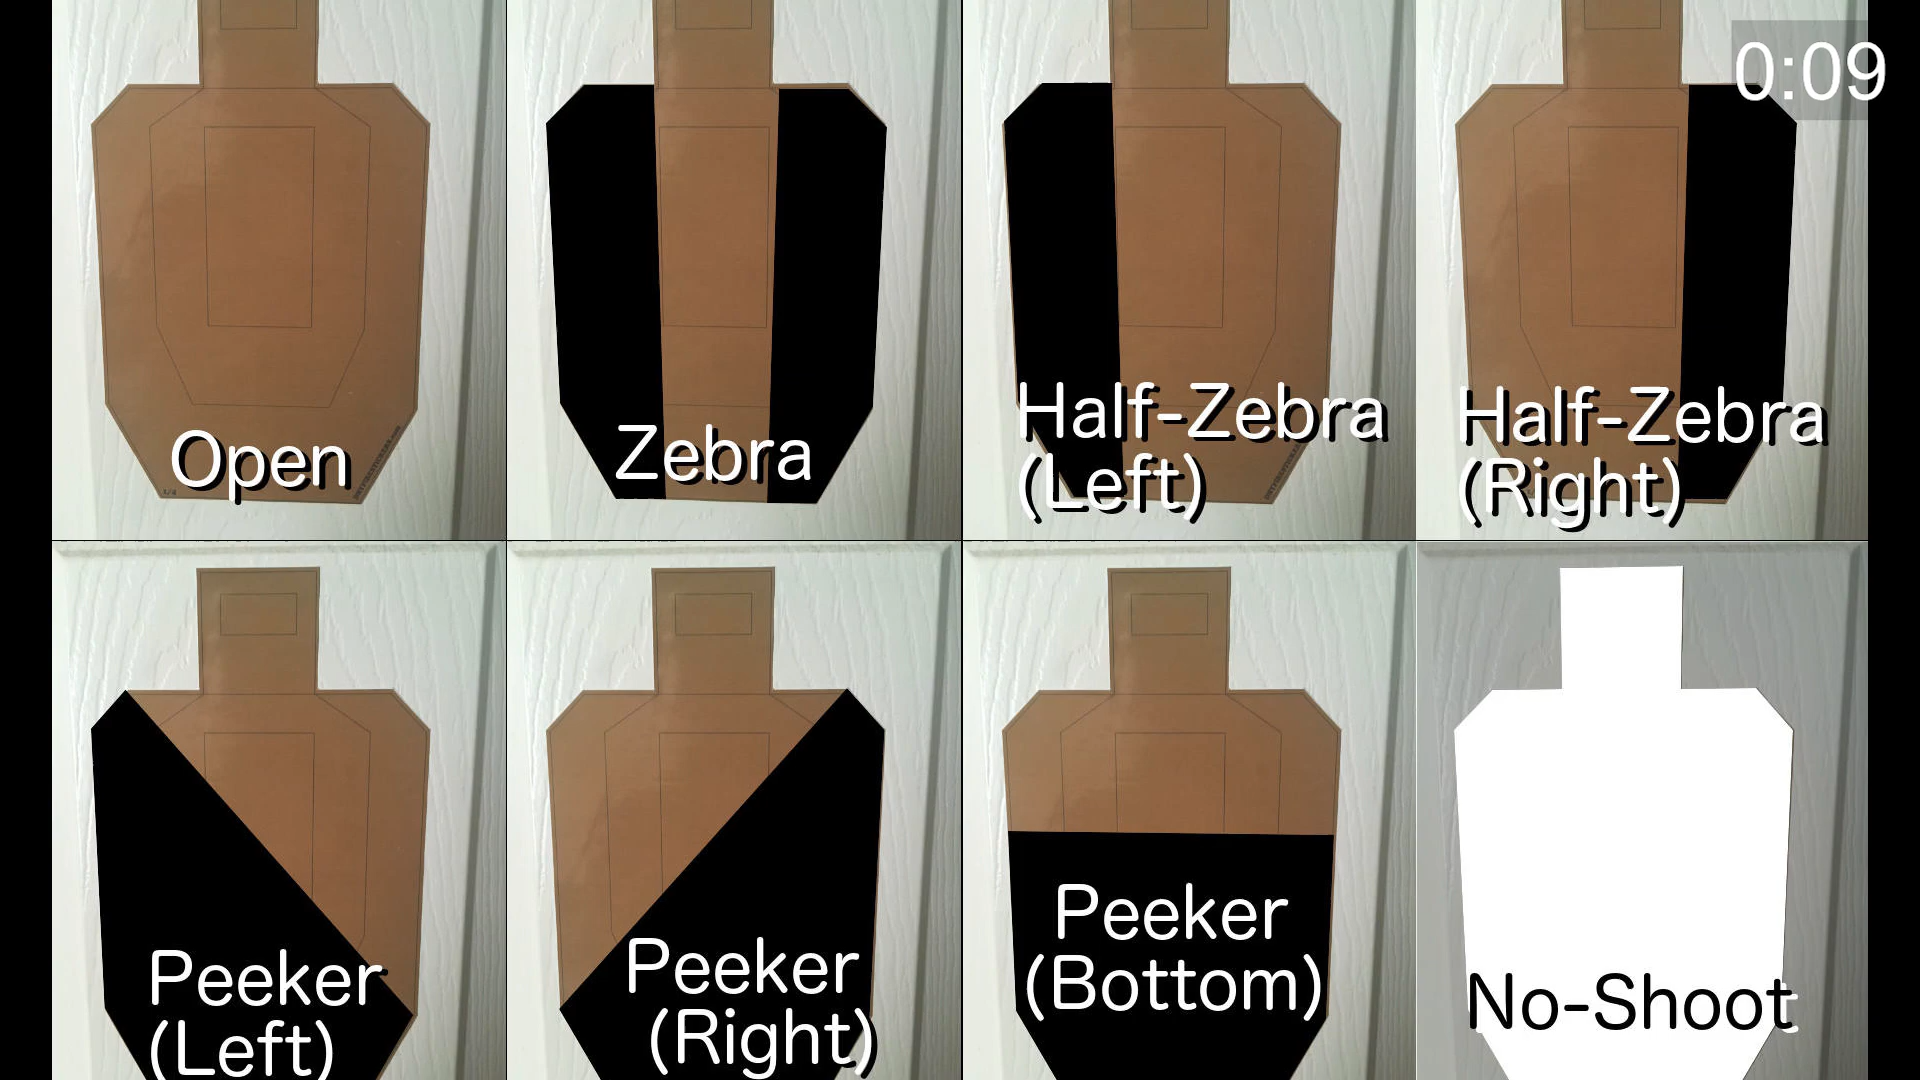 0:09
Open
Zebra
Half-Zebra
(Left)
Half-Zebra
(Right)
Peeker
(Left)
Peeker
(Right)
Peeker
(Bottom)
No-Shoot